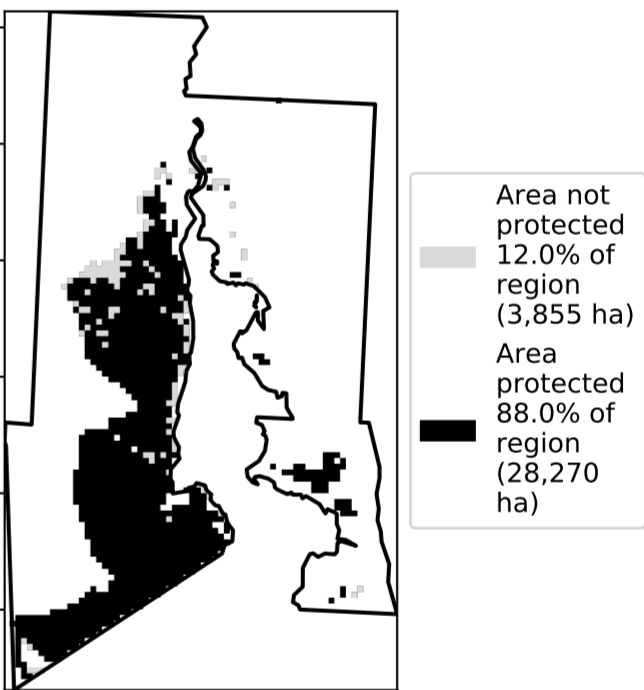 Area not
protected
12.0% of
region
(3,855 ha)
Area
protected
88.0% of
region
(28,270
ha)